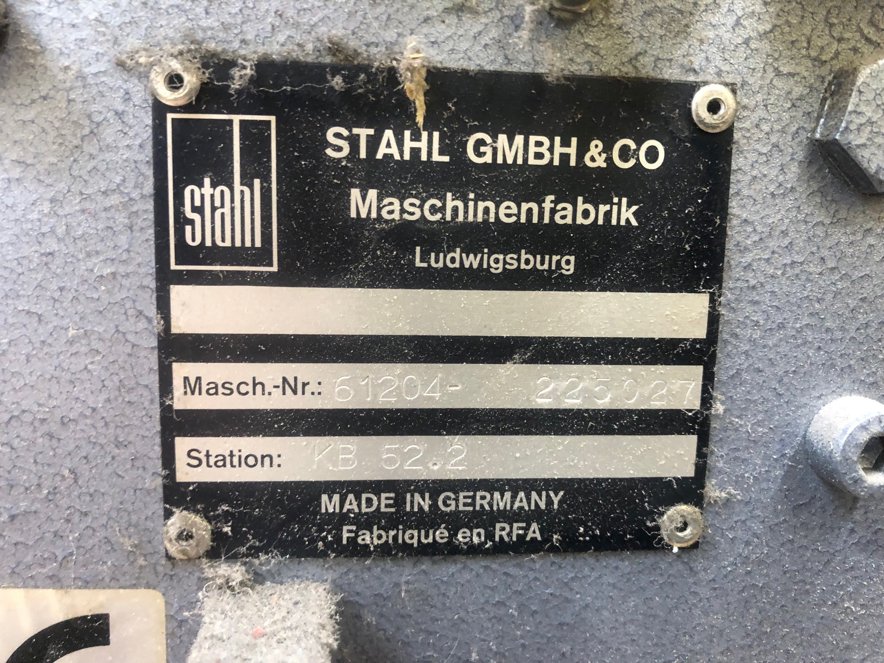 stahl
STAHL GMBH & CO
Maschinenfabrik
Ludwigsburg
Masch.-Nr.: 61204- 225027
Station: KB 52.2
MADE IN GERMANY
Fabriqué en RFA